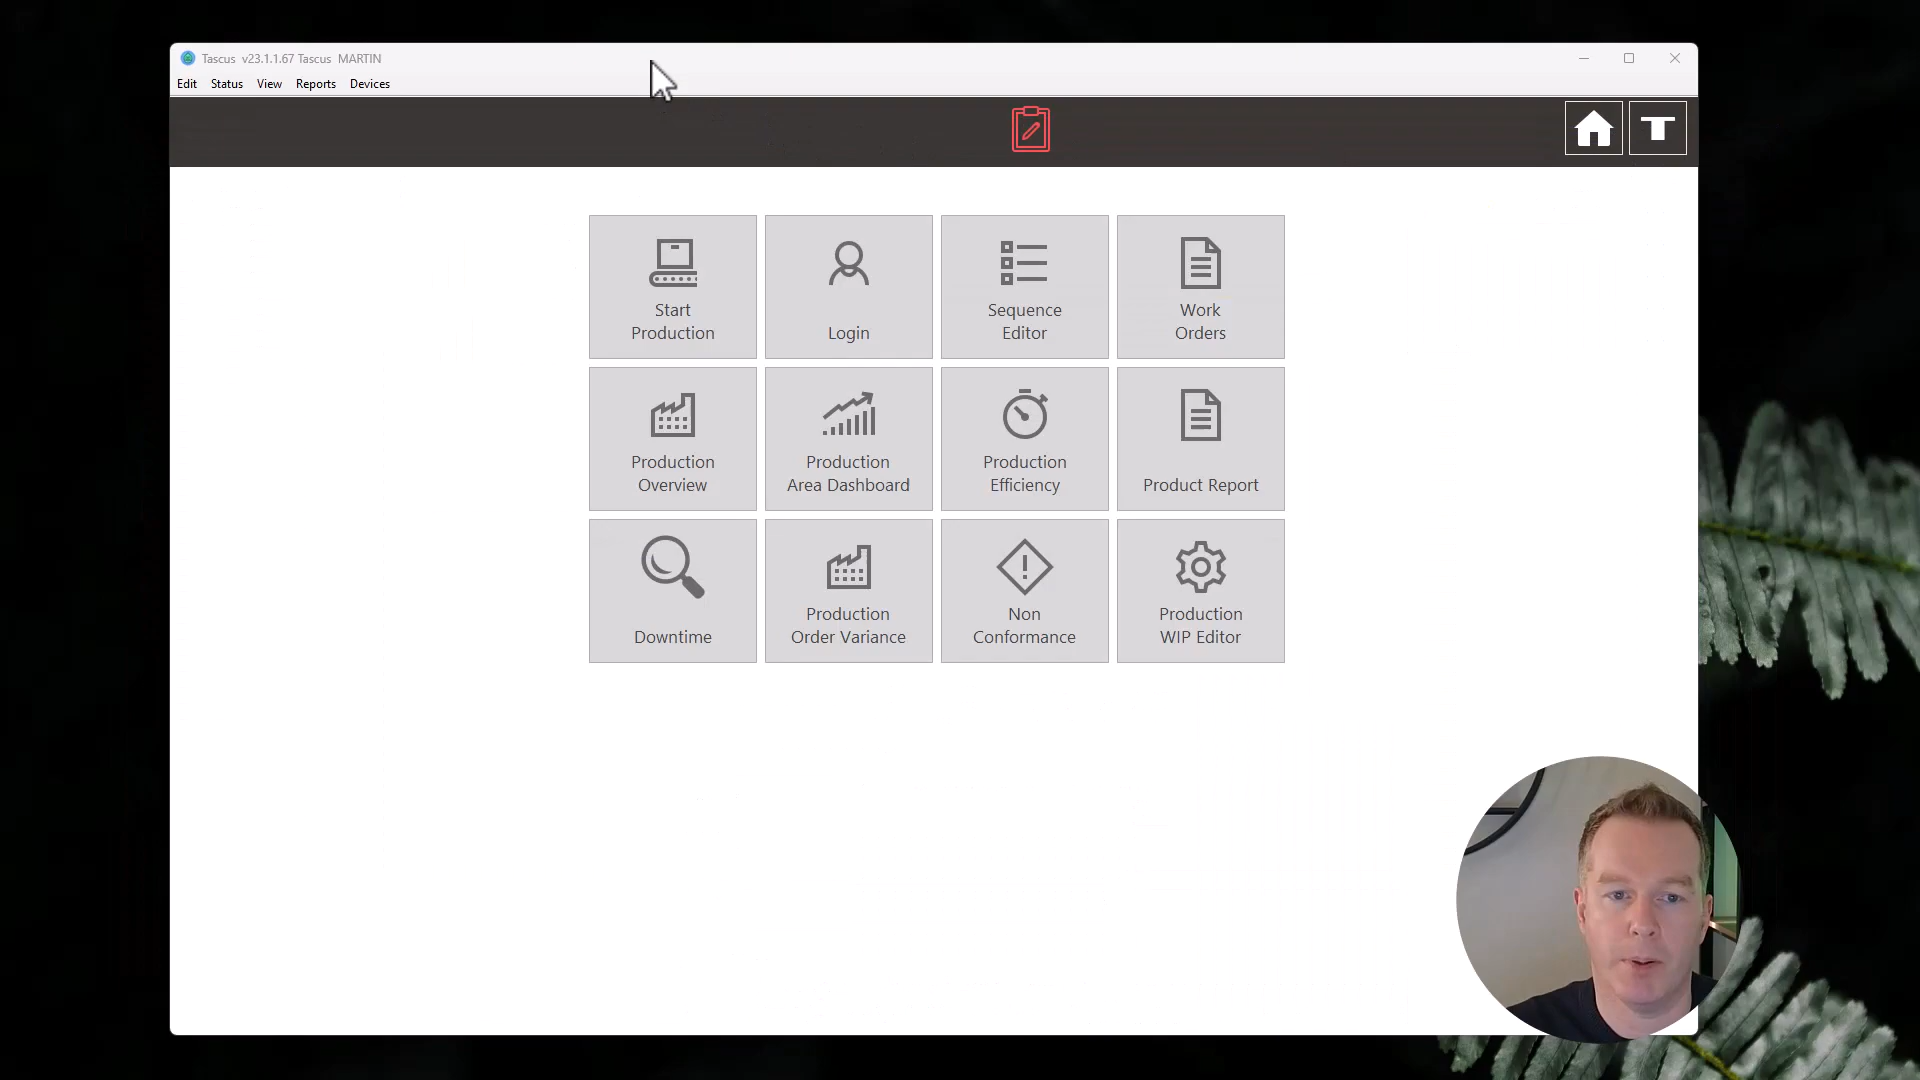 Tascus v23.1.1.67 Tascus MARTIN
Edit Status View Reports Devices
Start
Production
Login
Sequence
Editor
Work
Orders
Production
Overview
Production
Area Dashboard
Production
Efficiency
Product Report
Downtime
Production
Order Variance
Non
Conformance
Production
WIP Editor